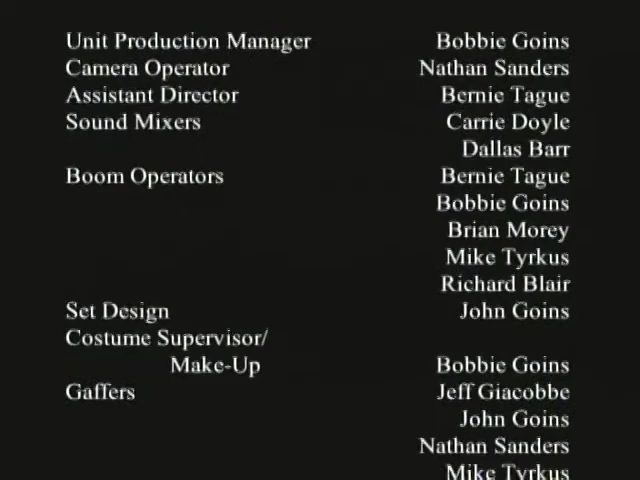 Unit Production Manager Bobbie Goins
Camera Operator Nathan Sanders
Assistant Director Bernie Tague
Sound Mixers Carrie Doyle
Dallas Barr
Boom Operators Bernie Tague
Bobbie Goins
Brian Morey
Mike Tyrkus
Richard Blair
Set Design John Goins
Costume Supervisor/
Make-Up Bobbie Goins
Gaffers Jeff Giacobbe
John Goins
Nathan Sanders
Mike Tyrkus